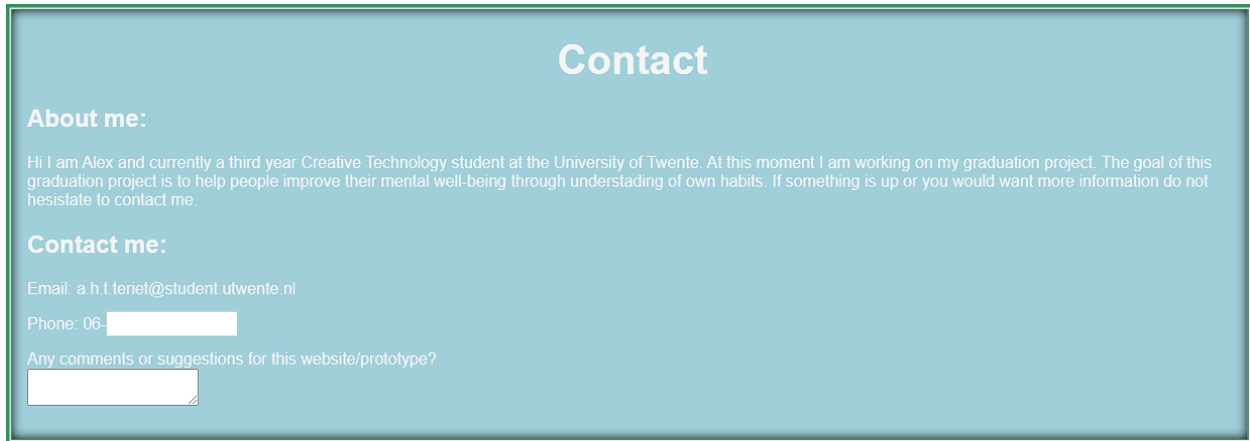 Contact
About me:
Hi I am Alex and currently a third year Creative Technology student at the University of Twente. At this moment I am working on my graduation project. The goal of this
graduation project is to help people improve their mental well-being through understading of own habits. If something is up or you would want more information do not
hesistate to contact me.
Contact me:
Email: a.h.t.teriet@student.utwente.nl
Phone: 06-
Any comments or suggestions for this website/prototype?